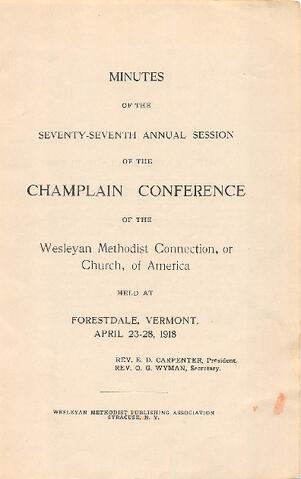 MINUTES
OF THE
SEVENTY-SEVENTH ANNUAL SESSION
OF THE
CHAMPLAIN CONFERENCE
OF THE
Wesleyan Methodist Connection, or
Church, of America
HELD AT
FORESTDALE, VERMONT,
APRIL 23-28, 1918
REV. E. D. CARPENTER, President.
REV. O. G. WYMAN, Secretary.
WESLEYAN METHODIST PUBLISHING ASSOCIATION
SYRACUSE, N. Y.